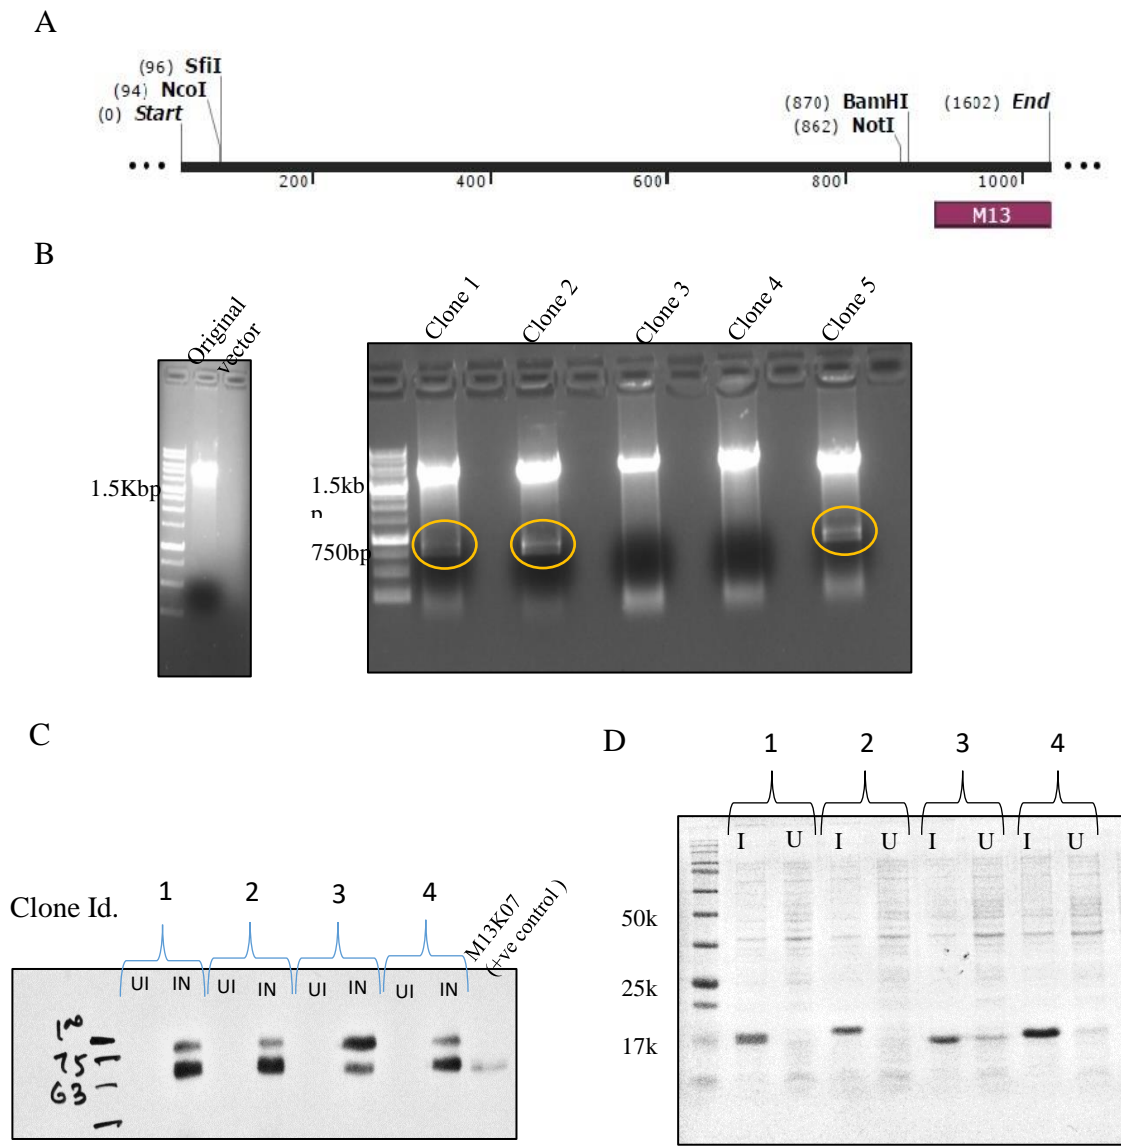 A
(96) SfiI
(94) NcoI
(0) Start
(870) BamHI
(1602) End
(862) NotI
200
400
600
800
1000
M13
B
Original
vector
Clone 1
Clone 2
Clone 3
Clone 4
Clone 5
1.5Kbp
1.5kb
750bp
C
Clone Id.
1
2
3
4
M13K07
(+ve control )
UI
IN
UI
IN
UI
IN
UI
IN
100
75
63
D
1
2
3
4
I
U
I
U
I
U
I
U
50k
25k
17k